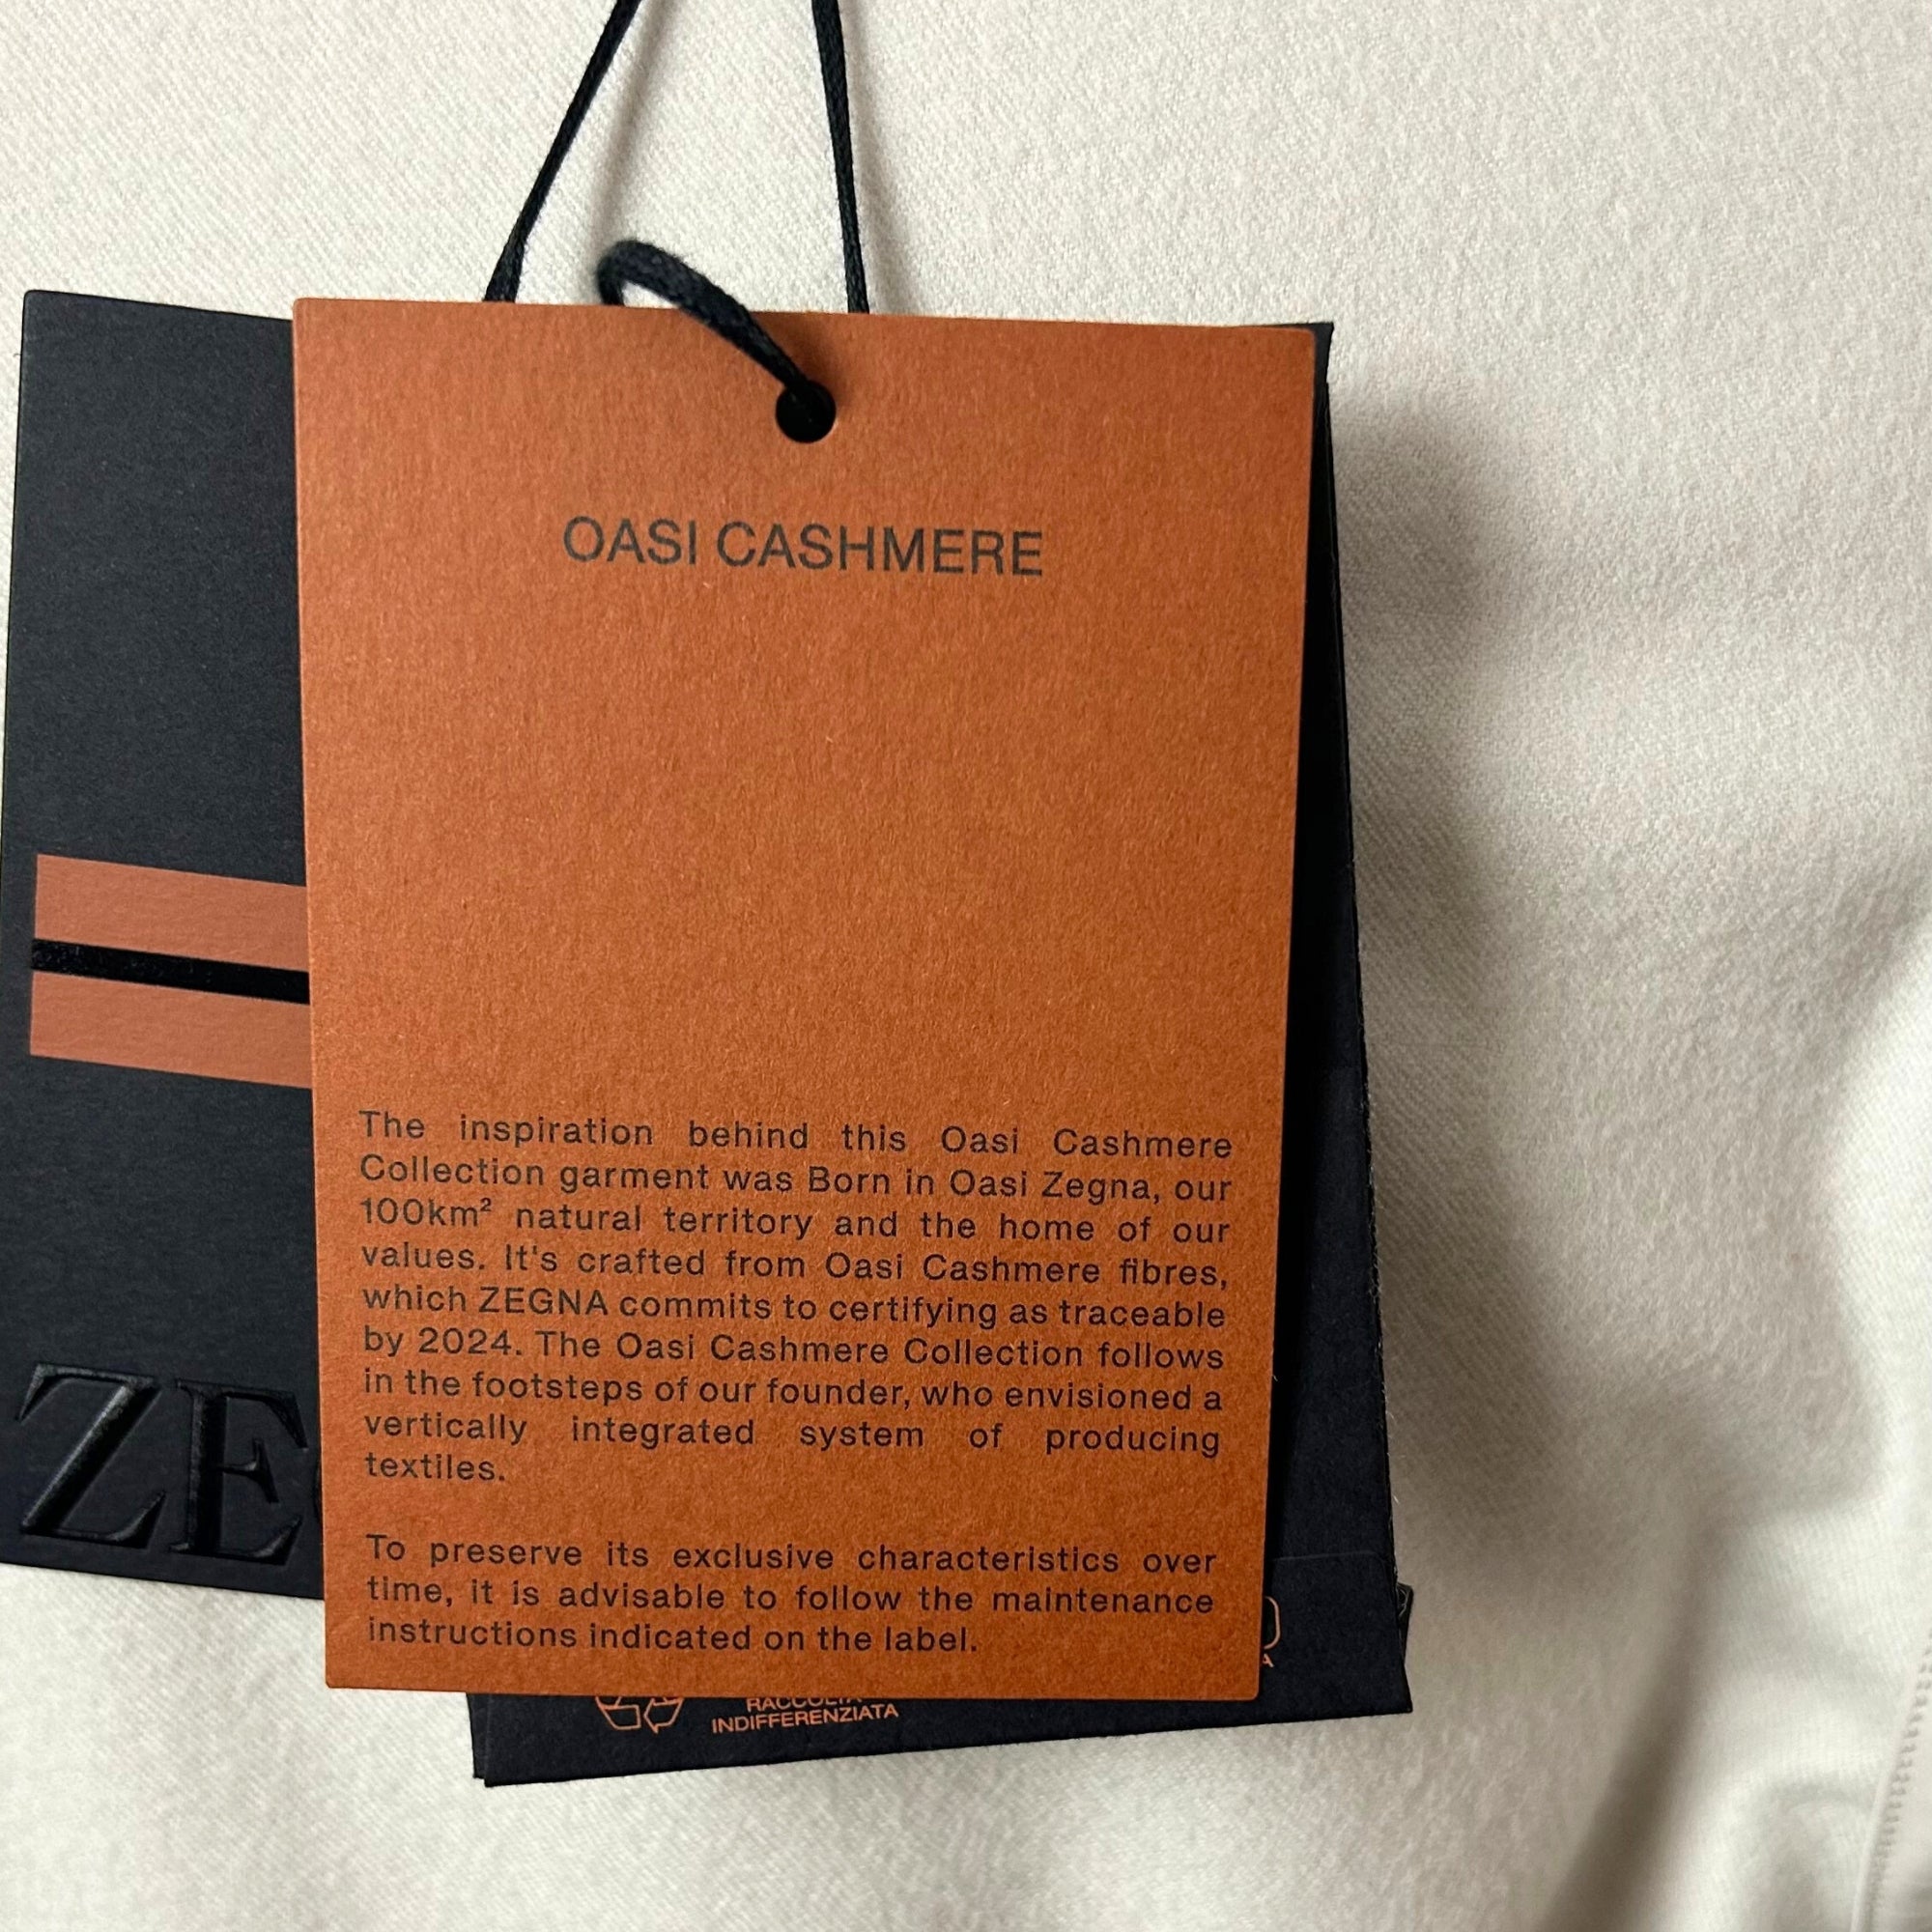 OASI CASHMERE
The inspiration behind this Oasi Cashmere
Collection garment was Born in Oasi Zegna, our
100km² natural territory and the home of our
values. It's crafted from Oasi Cashmere fibres,
which ZEGNA commits to certifying as traceable
by 2024. The Oasi Cashmere Collection follows
in the footsteps of our founder, who envisioned a
vertically integrated system of producing
textiles.
To preserve its exclusive characteristics over
time, it is advisable to follow the maintenance
instructions indicated on the label.
ZE
RACCOLTA
INDIFFERENZIATA